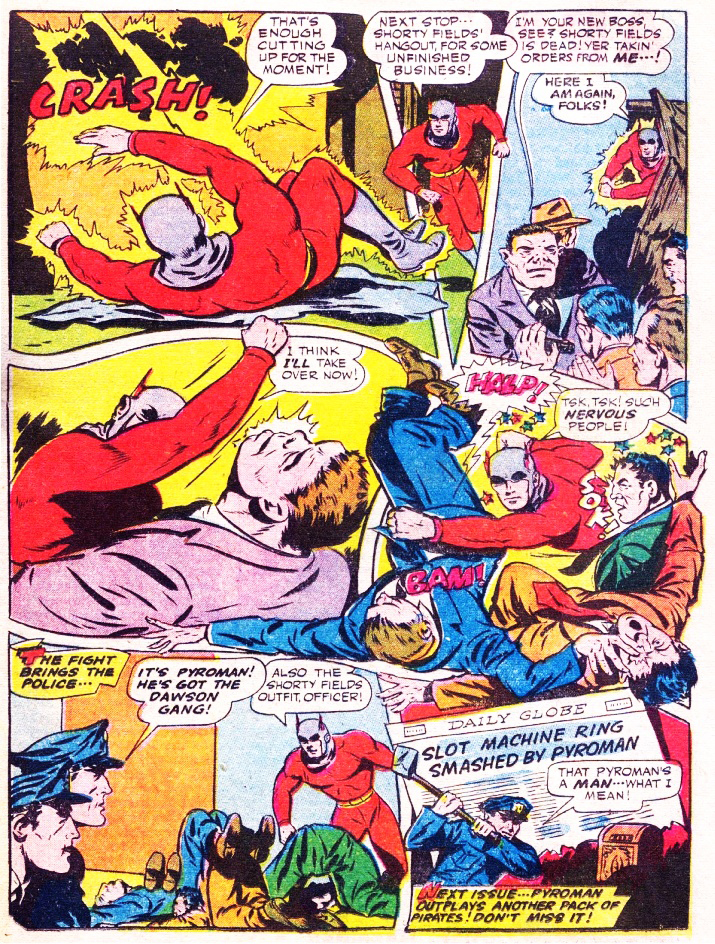 THAT'S
ENOUGH
CUTTING
UP FOR THE
MOMENT!
CRASH!
NEXT STOP...
SHORTY FIELDS'
HANGOUT, FOR SOME
UNFINISHED
BUSINESS!
I'M YOUR NEW BOSS,
SEE? SHORTY FIELDS
IS DEAD! YER TAKIN'
ORDERS FROM ME...!
HERE I
AM AGAIN,
FOLKS!
I THINK
I'LL TAKE
OVER NOW!
HALP!
TSK, TSK! SUCH
NERVOUS
PEOPLE!
SOK!
BAM!
THE FIGHT
BRINGS THE
POLICE...
IT'S PYROMAN!
HE'S GOT THE
DAWSON
GANG!
ALSO THE
SHORTY FIELDS
OUTFIT, OFFICER!
DAILY GLOBE
SLOT MACHINE RING
SMASHED BY PYROMAN
THAT PYROMAN'S
A MAN...WHAT I
MEAN!
NEXT ISSUE...PYROMAN
OUTPLAYS ANOTHER PACK OF
PIRATES! DON'T MISS IT!